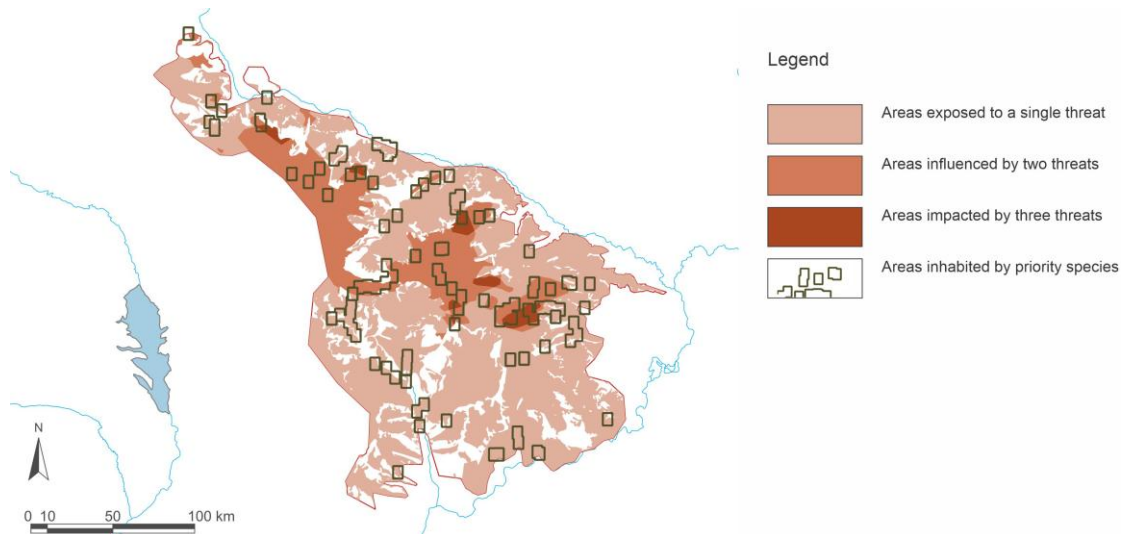 Legend
Areas exposed to a single threat
Areas influenced by two threats
Areas impacted by three threats
Areas inhabited by priority species
N
0 10 50 100 km